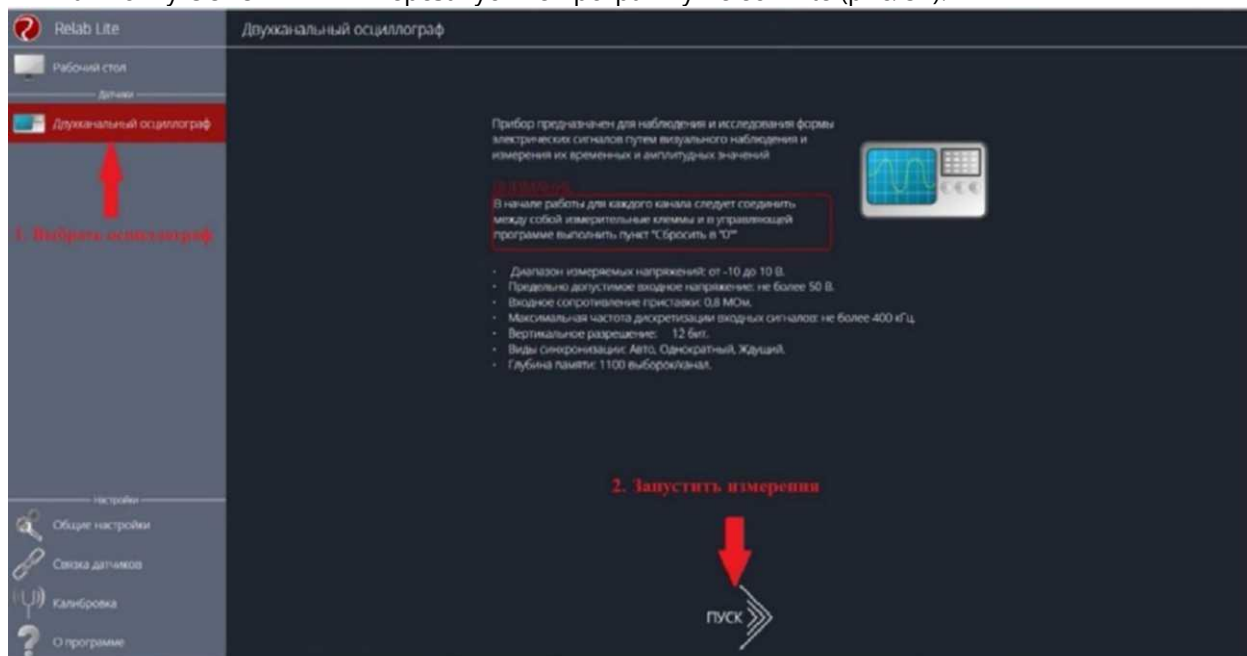 Relab Lite
Двухканальный осциллограф
Рабочий стол
Датчики
Двухканальный осциллограф
1. Выбрать осциллограф
Прибор предназначен для наблюдения и исследования формы
электрических сигналов путем визуального наблюдения и
измерения их временных и амплитудных значений
В начале работы для каждого канала следует соединить
между собой измерительные клеммы и в управляющей
программе выполнить пункт "Сбросить в "0""
· Диапазон измеряемых напряжений: от -10 до 10 В.
· Предельно допустимое входное напряжение: не более 50 В.
· Входное сопротивление приставки: 0,8 МОм.
· Максимальная частота дискретизации входных сигналов: не более 400 кГц.
· Вертикальное разрешение: 12 бит.
· Виды синхронизации: Авто, Однократный, Ждущий.
· Глубина памяти: 1100 выборок/канал.
2. Запустить измерения
ПУСК
Настройки
Общие настройки
Связка датчиков
Калибровка
О программе